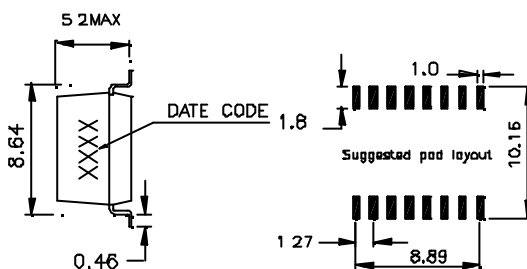 5 2MAX
1.0
DATE CODE
1.8
XXXX
8.64
10.16
Suggested pad layout
1 27
8.89
0.46